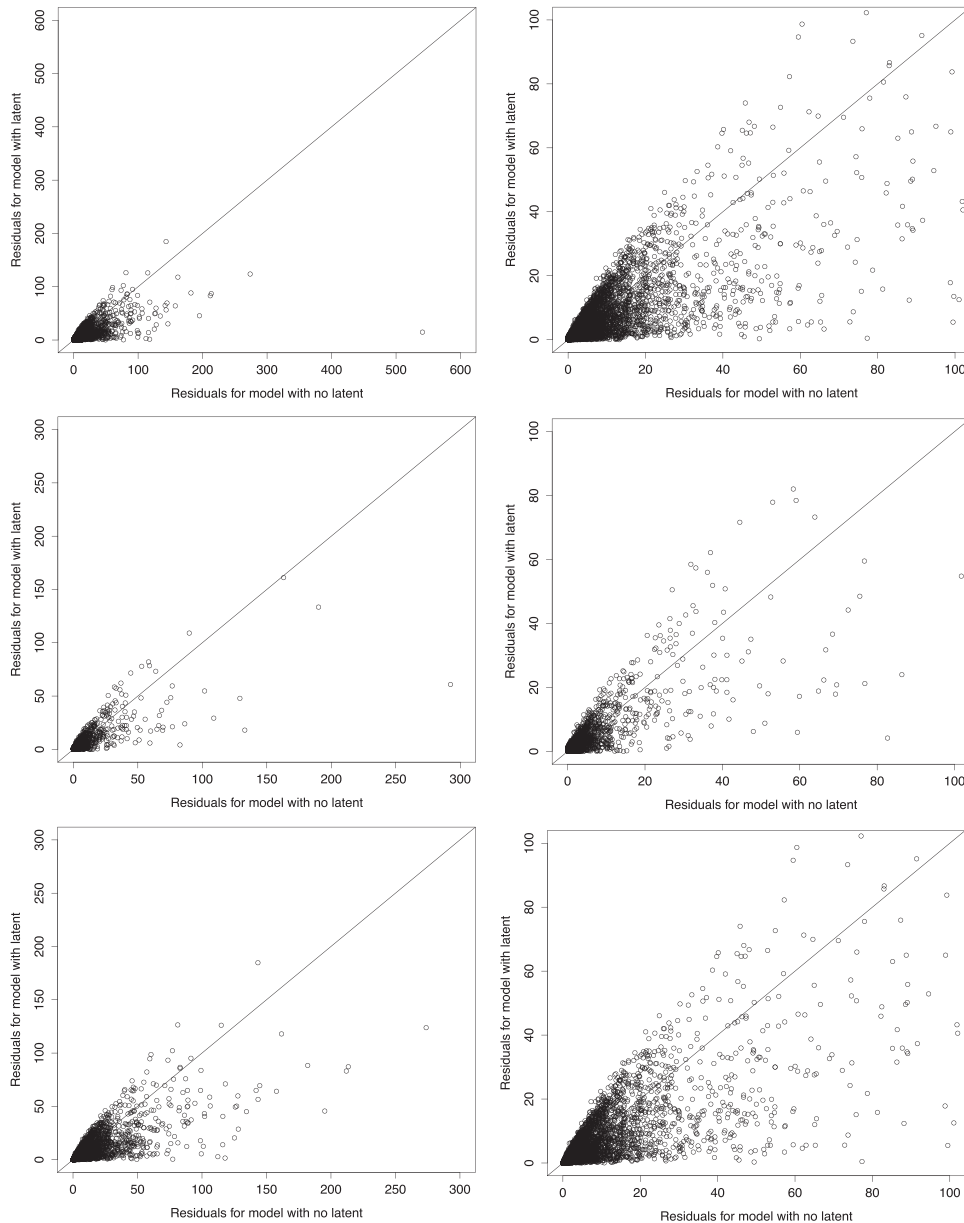 600
500
400
300
200
100
0
Residuals for model with latent
0 100 200 300 400 500 600
Residuals for model with no latent
100
80
60
40
20
0
Residuals for model with latent
0 20 40 60 80 100
Residuals for model with no latent
300
250
200
150
100
50
0
Residuals for model with latent
0 50 100 150 200 250 300
Residuals for model with no latent
100
80
60
40
20
0
Residuals for model with latent
0 20 40 60 80 100
Residuals for model with no latent
300
250
200
150
100
50
0
Residuals for model with latent
0 50 100 150 200 250 300
Residuals for model with no latent
100
80
60
40
20
0
Residuals for model with latent
0 20 40 60 80 100
Residuals for model with no latent